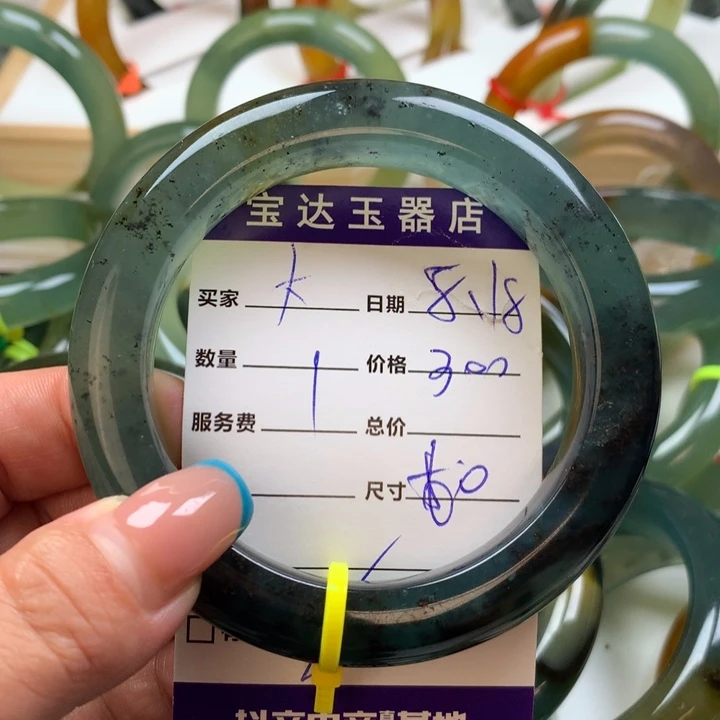 宝达玉器店
买家 大 日期 8、18
数量 1 价格 300
服务费 总价
尺寸